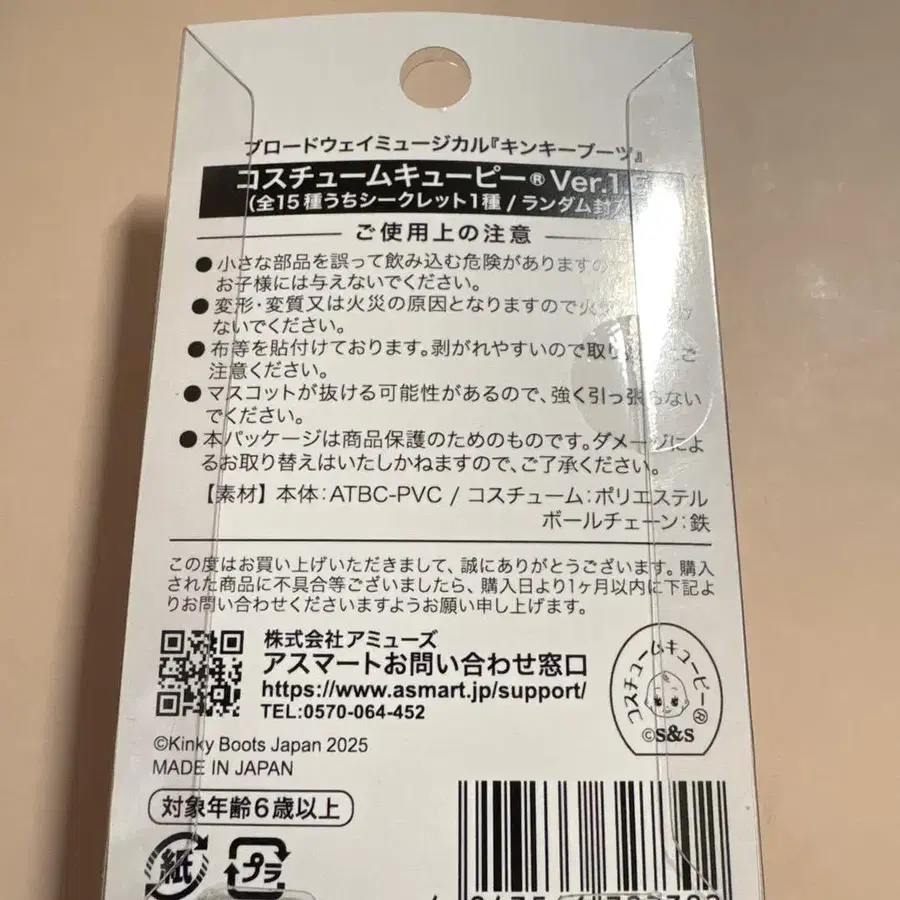 ブロードウェイミュージカル『キンキーブーツ』
コスチュームキューピー® Ver.1
(全15種うちシークレット1種 / ランダム封入
ご使用上の注意
●小さな部品を誤って飲み込む危険がありますの
お子様には与えないでください。
●変形・変質又は火災の原因となりますので火
ないでください。
●布等を貼付けております。剥がれやすいので取り
注意ください。
●マスコットが抜ける可能性があるので、強く引っ張らない
でください。
●本パッケージは商品保護のためのものです。ダメージによ
るお取り替えはいたしかねますので、ご了承ください。
【素材】本体:ATBC-PVC / コスチューム:ポリエステル
ボールチェーン:鉄
この度はお買い上げいただきまして、誠にありがとうございます。購入
された商品に不具合等ございましたら、購入日より1ヶ月以内に下記よ
りお問い合わせくださいますようお願い申し上げます。
株式会社アミューズ
アスマートお問い合わせ窓口
https://www.asmart.jp/support/
TEL:0570-064-452
コスチュームキューピー®
©S&S
©Kinky Boots Japan 2025
MADE IN JAPAN
対象年齢6歳以上
紙
プラ